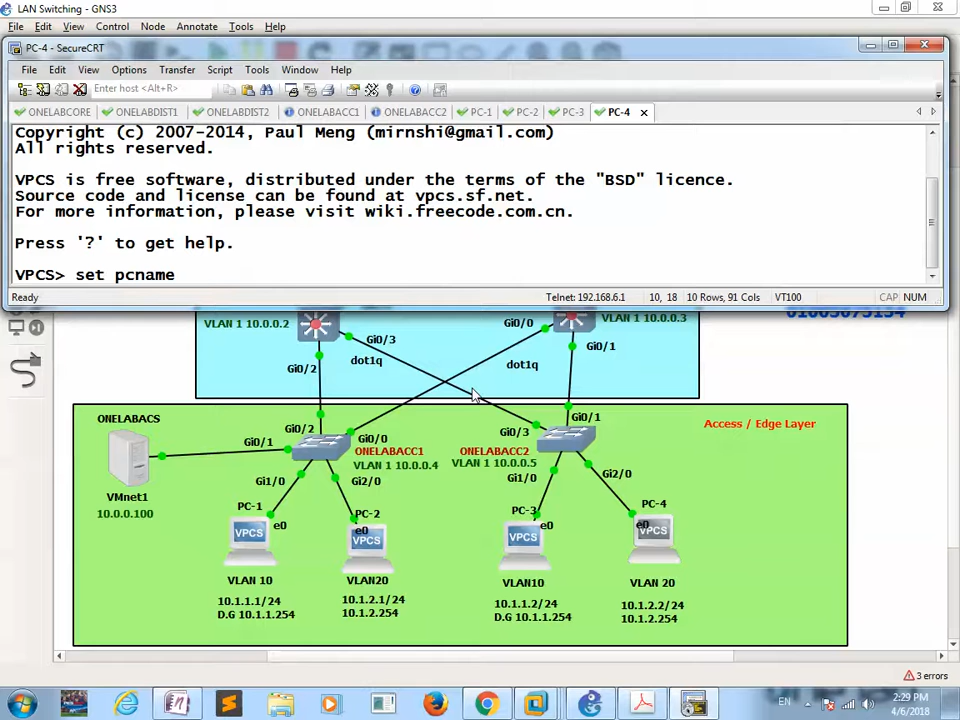 LAN Switching - GNS3
File Edit View Control Node Annotate Tools Help
PC-4 - SecureCRT
File Edit View Options Transfer Script Tools Window Help
Enter host <Alt+R>
ONELABCORE ONELABDIST1 ONELABDIST2 ONELABACC1 ONELABACC2 PC-1 PC-2 PC-3 PC-4
Copyright (c) 2007-2014, Paul Meng (mirnshi@gmail.com)
All rights reserved.
VPCS is free software, distributed under the terms of the "BSD" licence.
Source code and license can be found at vpcs.sf.net.
For more information, please visit wiki.freecode.com.cn.
Press '?' to get help.
VPCS> set pcname
Ready Telnet: 192.168.6.1 10, 18 10 Rows, 91 Cols VT100 CAP NUM
VLAN 1 10.0.0.2 Gi0/0 VLAN 1 10.0.0.3
Gi0/3 Gi0/1
dot1q dot1q
Gi0/2
ONELABACS Gi0/1 Access / Edge Layer
Gi0/2 Gi0/3
Gi0/1 Gi0/0
ONELABACC1 ONELABACC2
VLAN 1 10.0.0.4 VLAN 1 10.0.0.5
Gi1/0 Gi2/0 Gi1/0 Gi2/0
VMnet1
10.0.0.100
PC-1 PC-2 PC-3 PC-4
e0 e0 e0 e0
VPCS VPCS VPCS VPCS
VLAN 10 VLAN20 VLAN10 VLAN 20
10.1.1.1/24 10.1.2.1/24 10.1.1.2/24 10.1.2.2/24
D.G 10.1.1.254 10.1.2.254 D.G 10.1.1.254 10.1.2.254
3 errors
EN 2:29 PM
4/6/2018